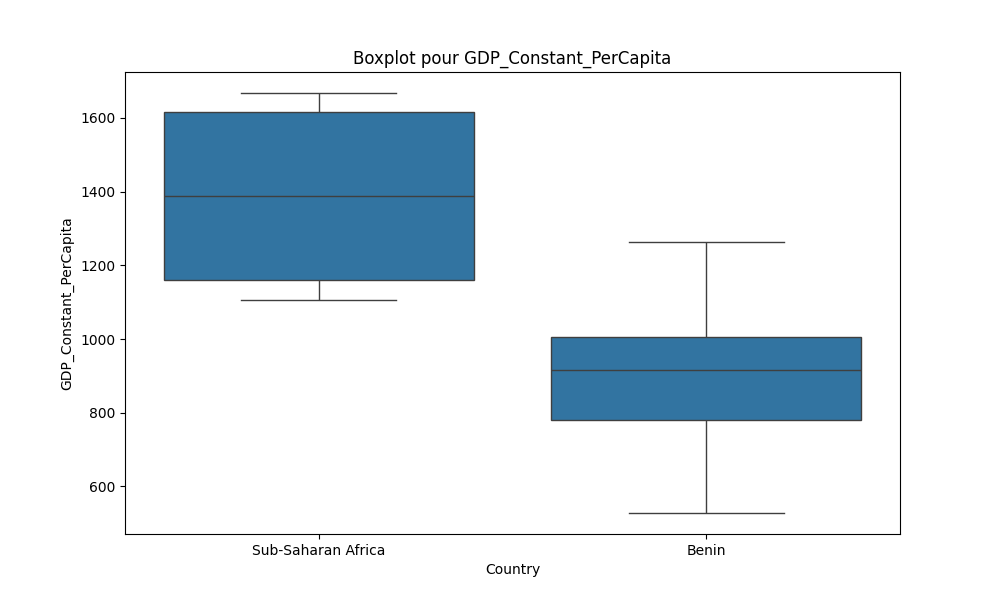 Boxplot pour GDP_Constant_PerCapita
GDP_Constant_PerCapita
1600
1400
1200
1000
800
600
Sub-Saharan Africa
Benin
Country